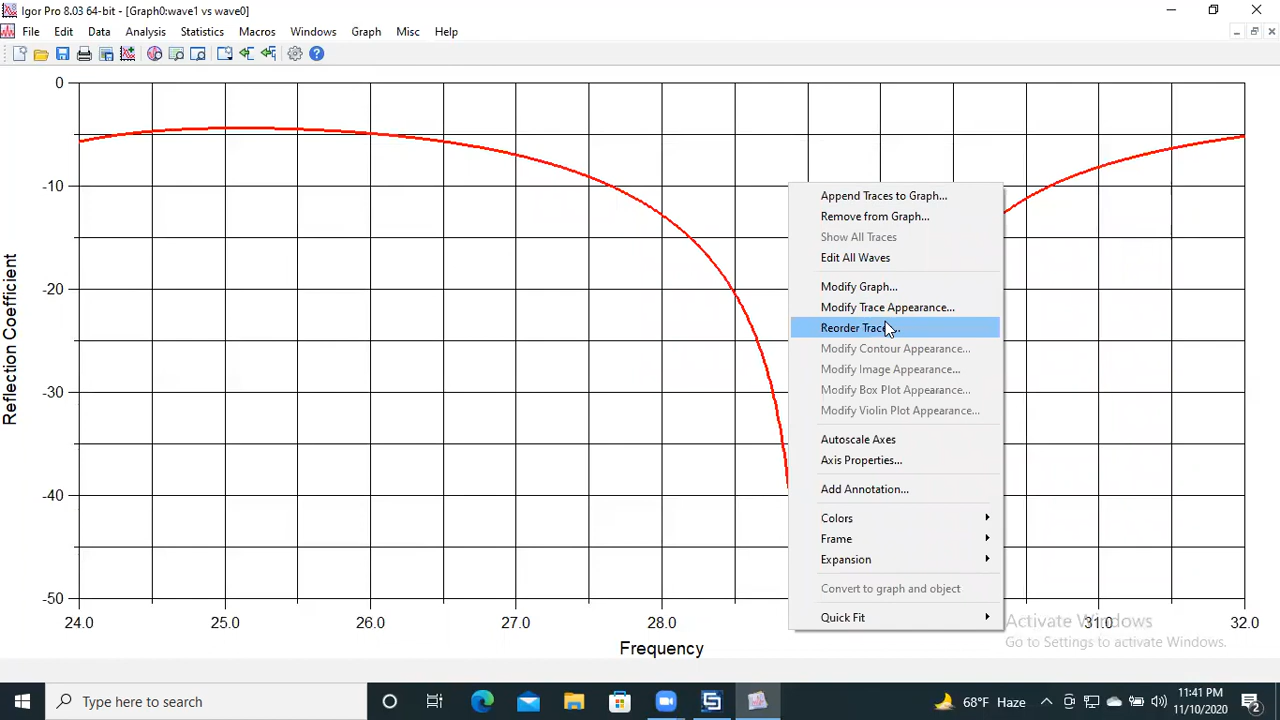 Igor Pro 8.03 64-bit - [Graph0:wave1 vs wave0]
File Edit Data Analysis Statistics Macros Windows Graph Misc Help
0
-10
-20
-30
-40
-50
Reflection Coefficient
24.0 25.0 26.0 27.0 28.0 31.0 32.0
Frequency
Append Traces to Graph...
Remove from Graph...
Show All Traces
Edit All Waves
Modify Graph...
Modify Trace Appearance...
Reorder ...
Modify Contour Appearance...
Modify Image Appearance...
Modify Box Plot Appearance...
Modify Violin Plot Appearance...
Autoscale Axes
Axis Properties...
Add Annotation...
Colors
Frame
Expansion
Convert to graph and object
Quick Fit
Activate Windows
Go to Settings to activate Windows.
Type here to search
68°F Haze
11:41 PM
11/10/2020
2